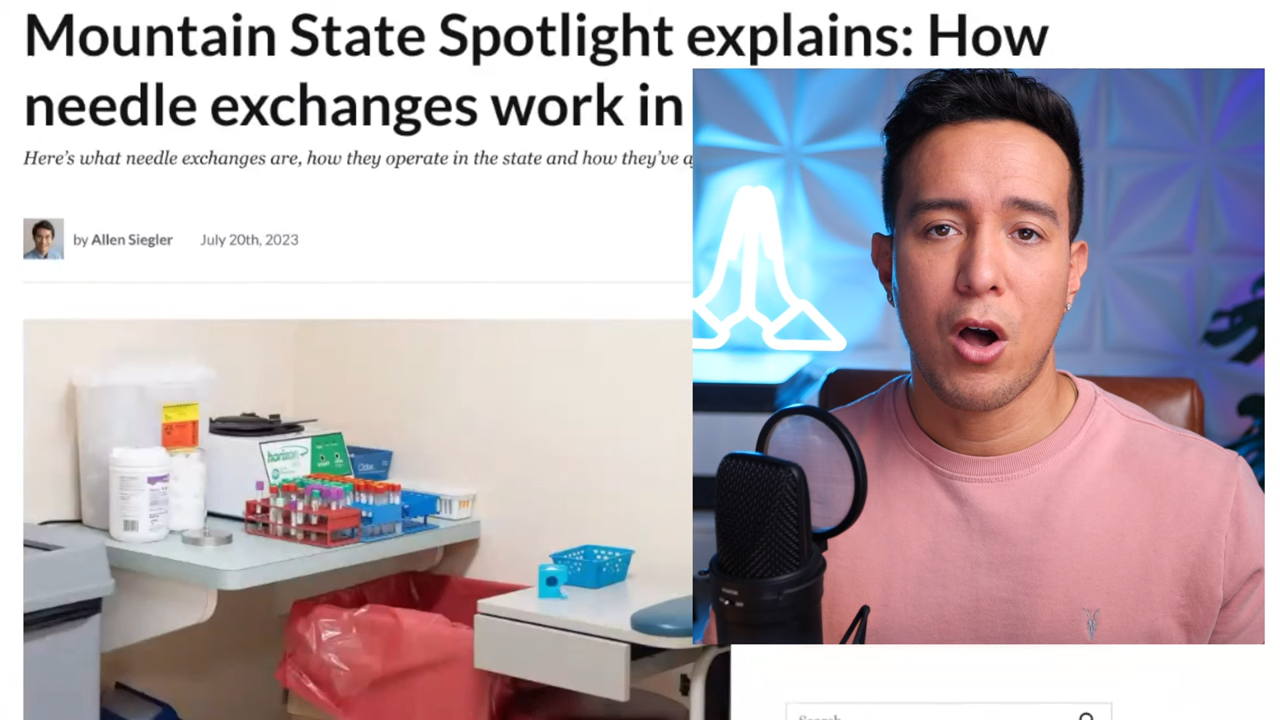 Mountain State Spotlight explains: How
needle exchanges work in
Here's what needle exchanges are, how they operate in the state and how they've a
by Allen Siegler July 20th, 2023
horizon
Search